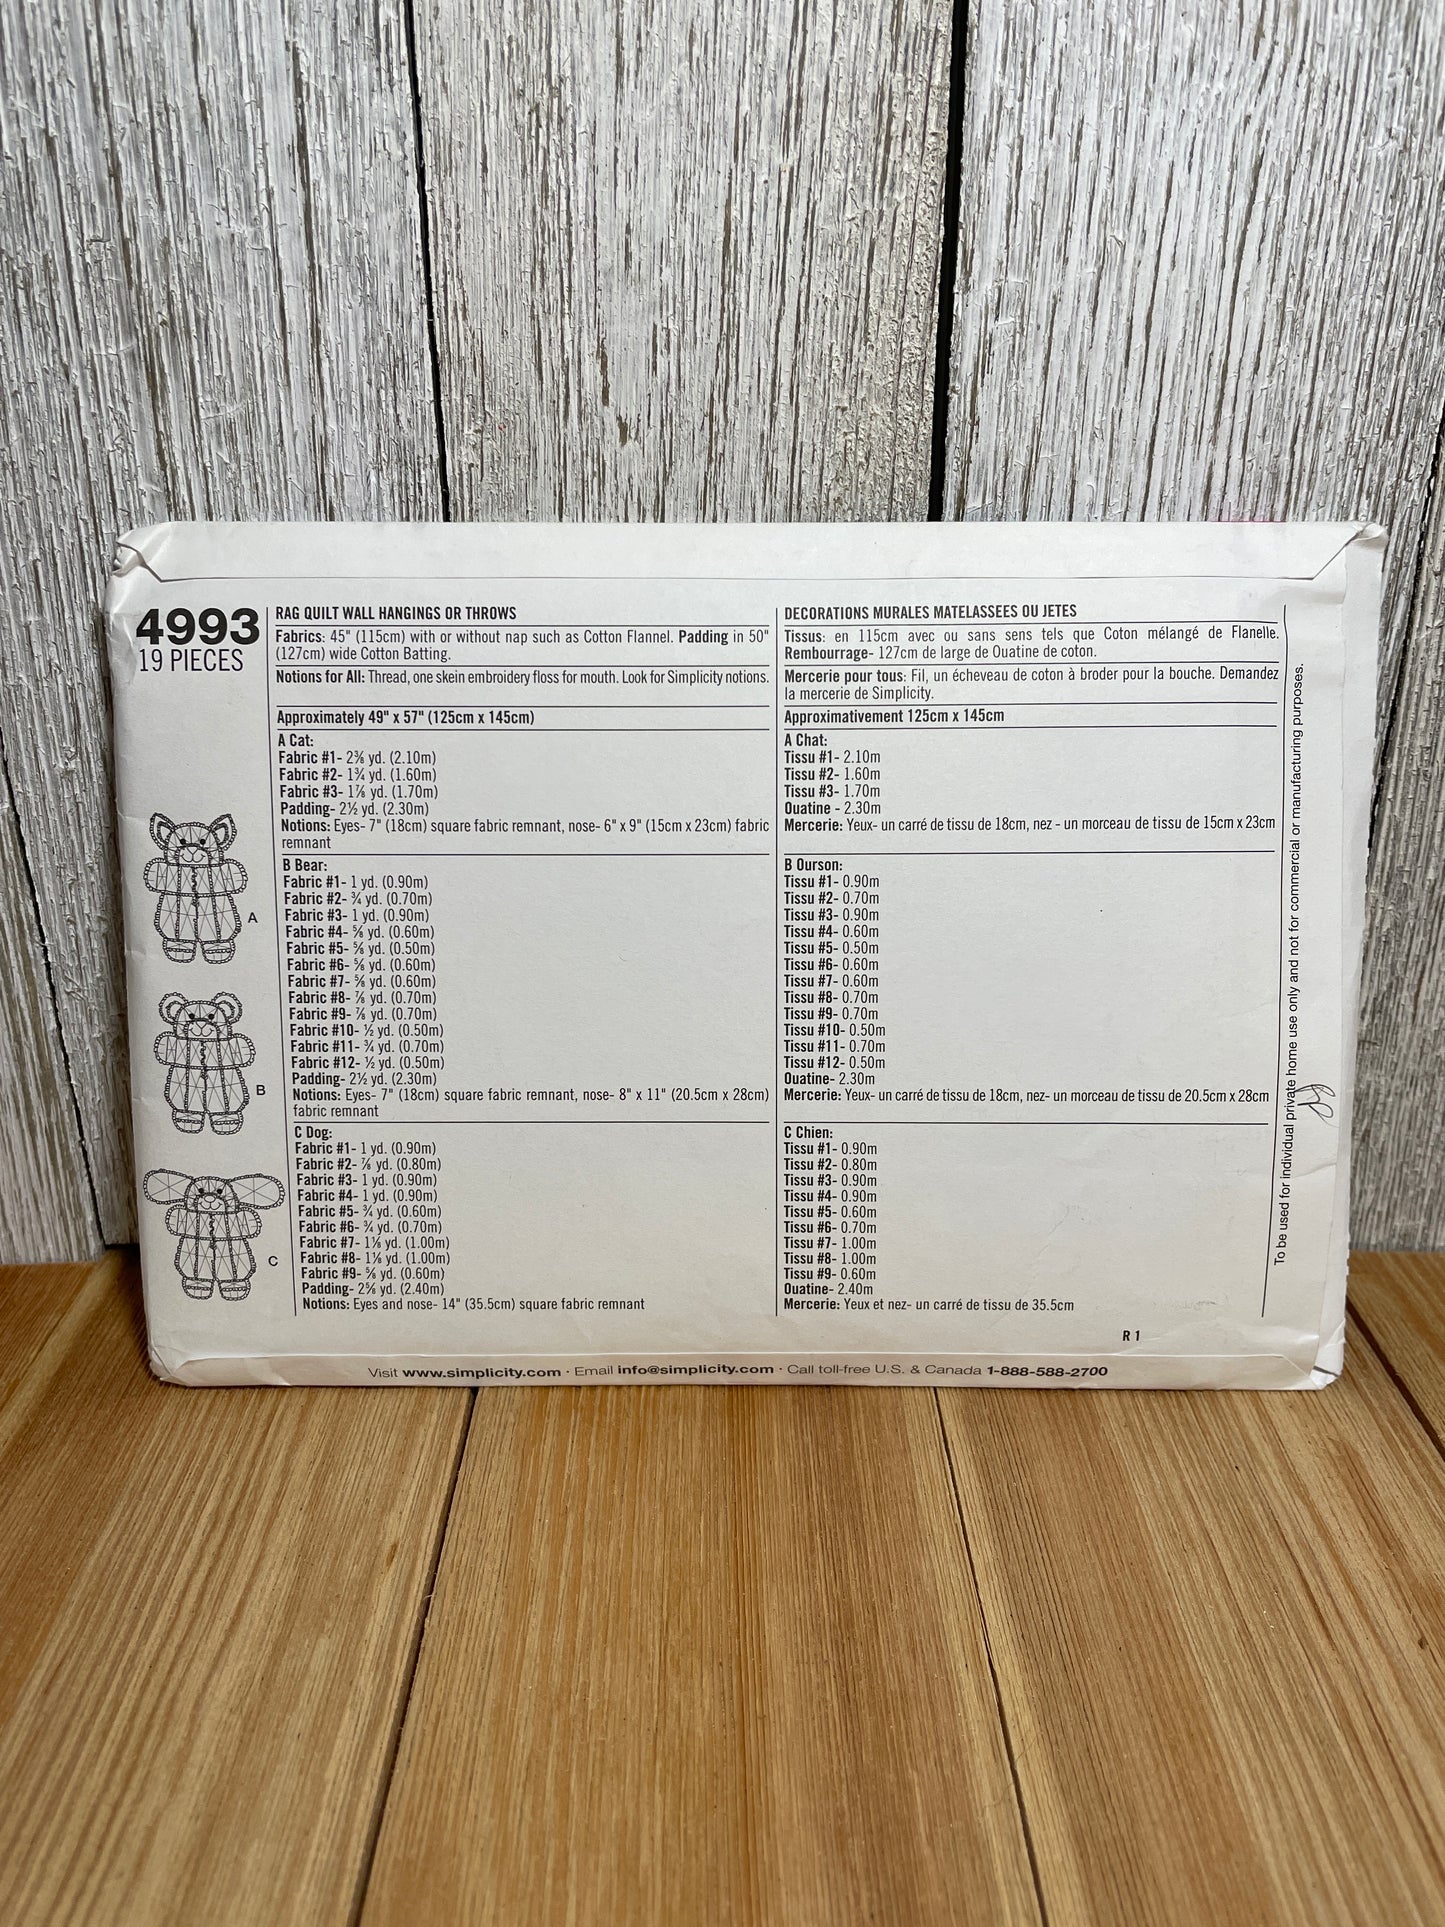 4993
19 PIECES
RAG QUILT WALL HANGINGS OR THROWS
Fabrics: 45" (115cm) with or without nap such as Cotton Flannel. Padding in 50"
(127cm) wide Cotton Batting.
Notions for All: Thread, one skein embroidery floss for mouth. Look for Simplicity notions.
Approximately 49" x 57" (125cm x 145cm)
A Cat:
Fabric #1- 2⅜ yd. (2.10m)
Fabric #2- 1¾ yd. (1.60m)
Fabric #3- 1⅞ yd. (1.70m)
Padding- 2½ yd. (2.30m)
Notions: Eyes- 7" (18cm) square fabric remnant, nose- 6" x 9" (15cm x 23cm) fabric
remnant
B Bear:
Fabric #1- 1 yd. (0.90m)
Fabric #2- ¾ yd. (0.70m)
Fabric #3- 1 yd. (0.90m)
Fabric #4- ⅝ yd. (0.60m)
Fabric #5- ⅝ yd. (0.50m)
Fabric #6- ⅝ yd. (0.60m)
Fabric #7- ⅝ yd. (0.60m)
Fabric #8- ⅞ yd. (0.70m)
Fabric #9- ⅞ yd. (0.70m)
Fabric #10- ½ yd. (0.50m)
Fabric #11- ¾ yd. (0.70m)
Fabric #12- ½ yd. (0.50m)
Padding- 2½ yd. (2.30m)
Notions: Eyes- 7" (18cm) square fabric remnant, nose- 8" x 11" (20.5cm x 28cm)
fabric remnant
C Dog:
Fabric #1- 1 yd. (0.90m)
Fabric #2- ⅞ yd. (0.80m)
Fabric #3- 1 yd. (0.90m)
Fabric #4- 1 yd. (0.90m)
Fabric #5- ¾ yd. (0.60m)
Fabric #6- ¾ yd. (0.70m)
Fabric #7- 1⅛ yd. (1.00m)
Fabric #8- 1⅛ yd. (1.00m)
Fabric #9- ⅝ yd. (0.60m)
Padding- 2⅝ yd. (2.40m)
Notions: Eyes and nose- 14" (35.5cm) square fabric remnant
DECORATIONS MURALES MATELASSEES OU JETES
Tissus: en 115cm avec ou sans sens tels que Coton mélangé de Flanelle.
Rembourrage- 127cm de large de Ouatine de coton.
Mercerie pour tous: Fil, un écheveau de coton à broder pour la bouche. Demandez
la mercerie de Simplicity.
Approximativement 125cm x 145cm
A Chat:
Tissu #1- 2.10m
Tissu #2- 1.60m
Tissu #3- 1.70m
Ouatine - 2.30m
Mercerie: Yeux- un carré de tissu de 18cm, nez - un morceau de tissu de 15cm x 23cm
B Ourson:
Tissu #1- 0.90m
Tissu #2- 0.70m
Tissu #3- 0.90m
Tissu #4- 0.60m
Tissu #5- 0.50m
Tissu #6- 0.60m
Tissu #7- 0.60m
Tissu #8- 0.70m
Tissu #9- 0.70m
Tissu #10- 0.50m
Tissu #11- 0.70m
Tissu #12- 0.50m
Ouatine- 2.30m
Mercerie: Yeux- un carré de tissu de 18cm, nez- un morceau de tissu de 20.5cm x 28cm
C Chien:
Tissu #1- 0.90m
Tissu #2- 0.80m
Tissu #3- 0.90m
Tissu #4- 0.90m
Tissu #5- 0.60m
Tissu #6- 0.70m
Tissu #7- 1.00m
Tissu #8- 1.00m
Tissu #9- 0.60m
Ouatine- 2.40m
Mercerie: Yeux et nez- un carré de tissu de 35.5cm
A
B
C
To be used for individual private home use only and not for commercial or manufacturing purposes.
R 1
Visit www.simplicity.com · Email info@simplicity.com · Call toll-free U.S. & Canada 1-888-588-2700